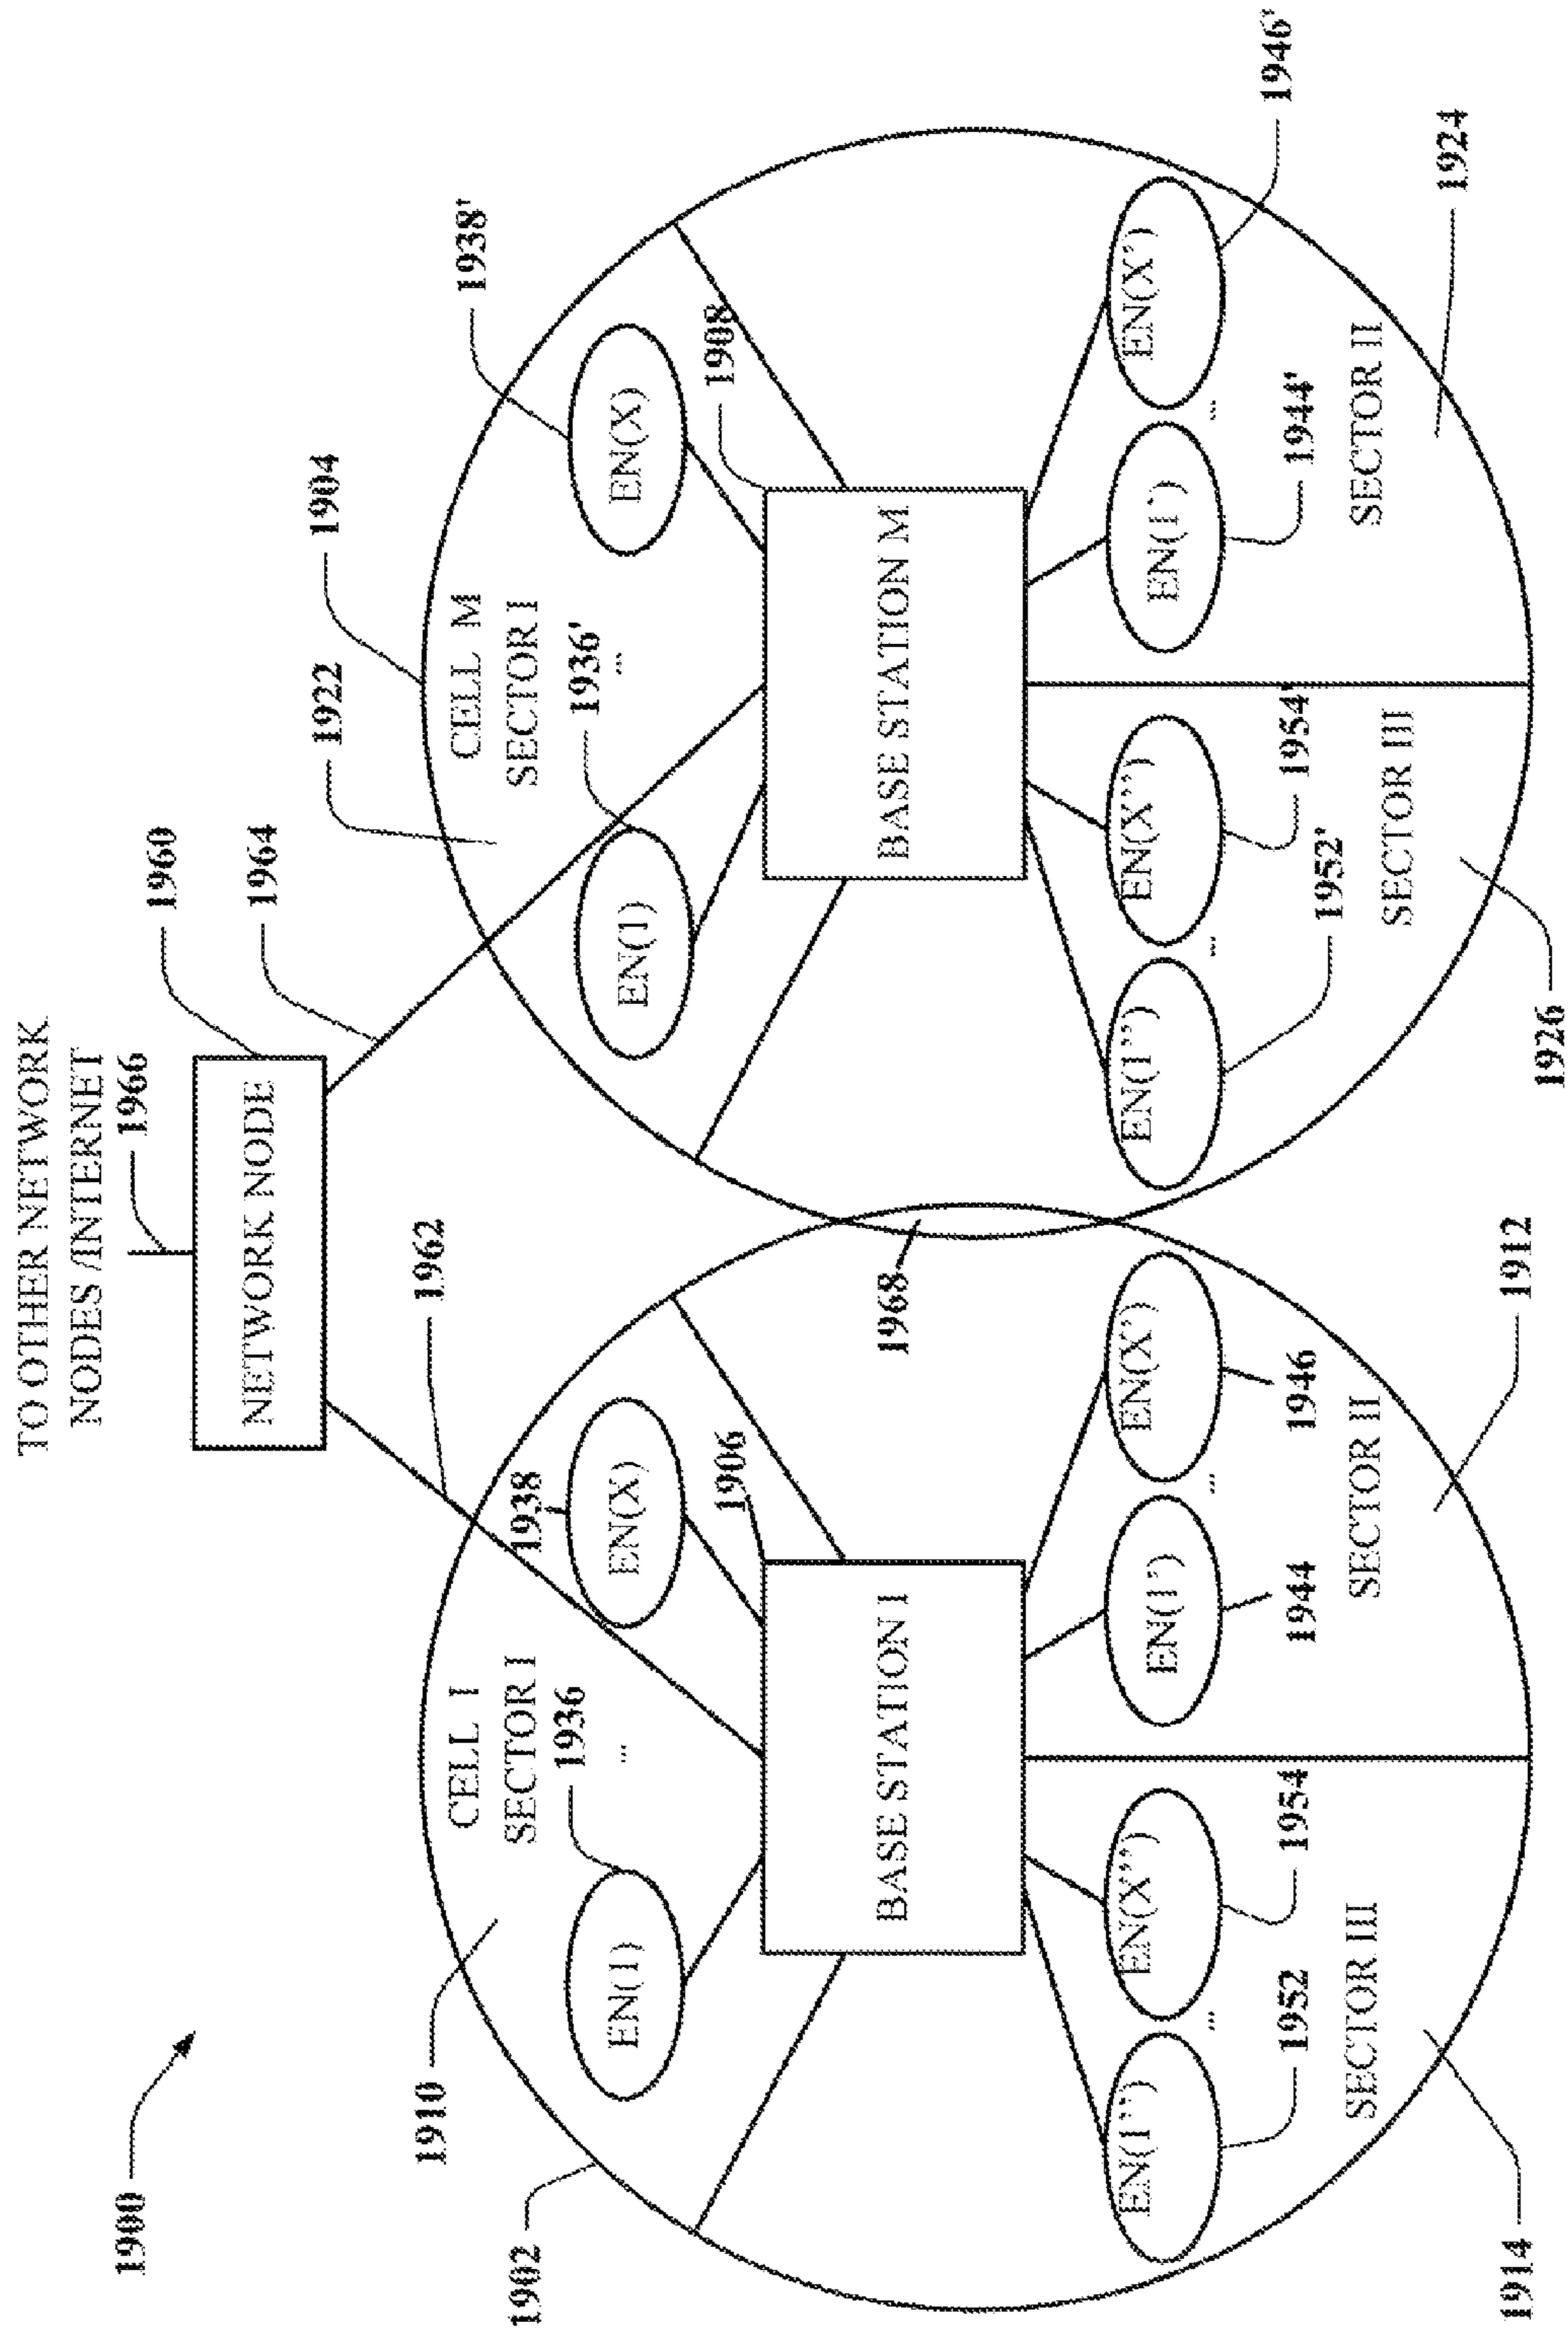 1900
TO OTHER NETWORK
NODES /INTERNET
1966
NETWORK NODE
1960
1964
1962
1902
1910
CELL I
SECTOR I
1936
...
EN(1)
1938
EN(X)
1906
BASE STATION I
EN(1'')
...
EN(X'')
EN(1')
...
EN(X')
1952
1954
1944
1946
SECTOR III
SECTOR II
1914
1912
1968
1922
1904
CELL M
SECTOR I
1936'
...
1938'
EN(1)
EN(X)
1908
BASE STATION M
EN(1'')
...
EN(X'')
EN(1')
...
EN(X')
1952'
1954'
1944'
1946'
SECTOR III
SECTOR II
1926
1924